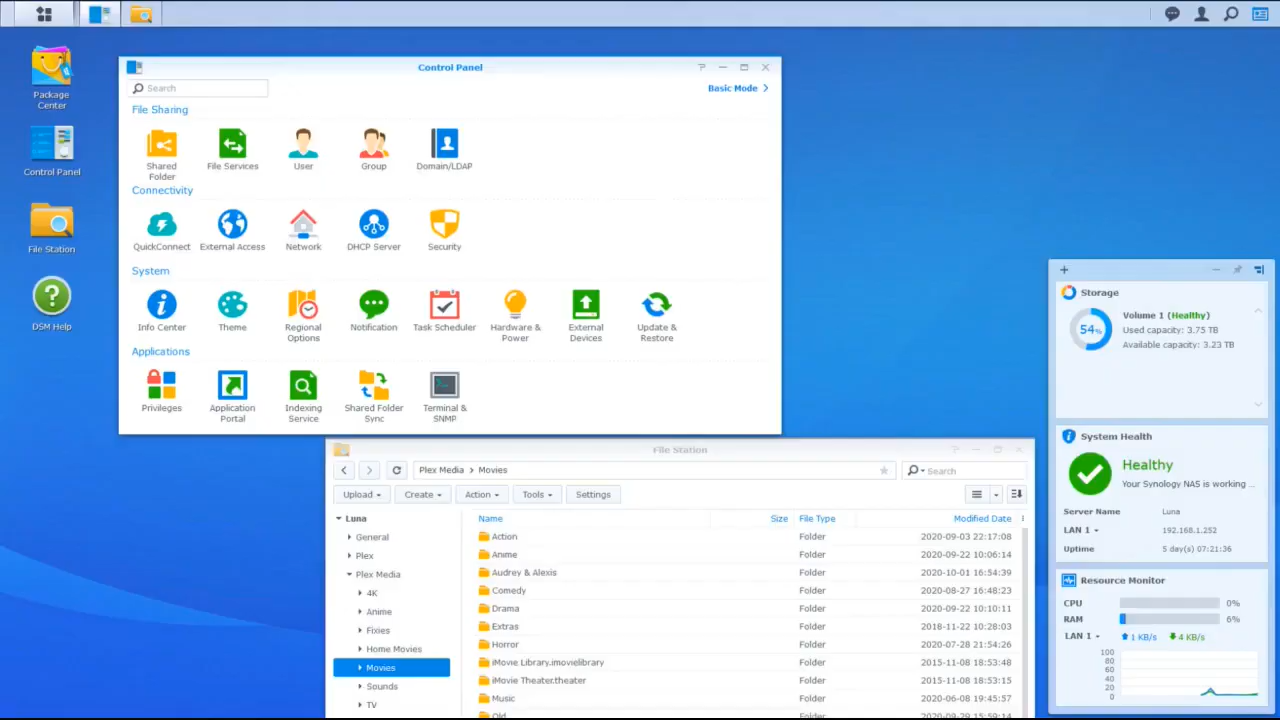 Package
Center
Control Panel
File Station
DSM Help
Control Panel
Search
Basic Mode
File Sharing
Shared
Folder
File Services
User
Group
Domain/LDAP
Connectivity
QuickConnect
External Access
Network
DHCP Server
Security
System
Info Center
Theme
Regional
Options
Notification
Task Scheduler
Hardware &
Power
External
Devices
Update &
Restore
Applications
Privileges
Application
Portal
Indexing
Service
Shared Folder
Sync
Terminal &
SNMP
File Station
Plex Media > Movies
Search
Upload
Create
Action
Tools
Settings
Luna
General
Plex
Plex Media
4K
Anime
Fixies
Home Movies
Movies
Sounds
TV
Name Size File Type Modified Date
Action Folder 2020-09-03 22:17:08
Anime Folder 2020-09-22 10:06:14
Audrey & Alexis Folder 2020-10-01 16:54:39
Comedy Folder 2020-08-27 16:48:23
Drama Folder 2020-09-22 10:10:11
Extras Folder 2018-11-22 10:28:03
Horror Folder 2020-07-28 21:54:26
iMovie Library.imovielibrary Folder 2015-11-08 18:53:48
iMovie Theater.theater Folder 2015-11-08 18:53:15
Music Folder 2020-06-08 19:45:57
Old Folder 2020-09-29 15:59:14
Storage
54%
Volume 1 (Healthy)
Used capacity: 3.75 TB
Available capacity: 3.23 TB
System Health
Healthy
Your Synology NAS is working ...
Server Name Luna
LAN 1 192.168.1.252
Uptime 5 day(s) 07:21:36
Resource Monitor
CPU 0%
RAM 6%
LAN 1 1 KB/s 4 KB/s
100
80
60
40
20
0